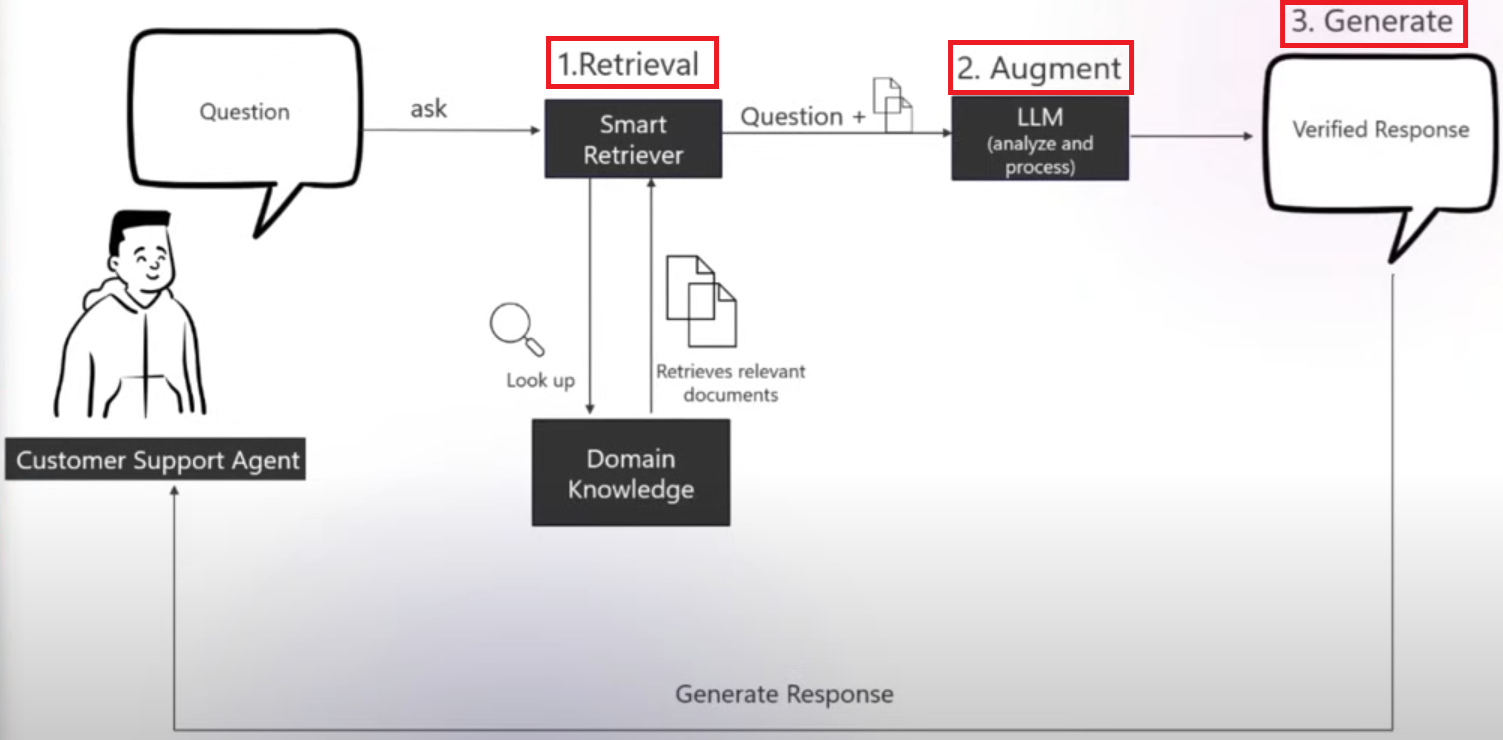 3. Generate
1.Retrieval
2. Augment
Question
ask
Smart
Retriever
Question +
LLM
(analyze and
process)
Verified Response
Look up
Retrieves relevant
documents
Customer Support Agent
Domain
Knowledge
Generate Response